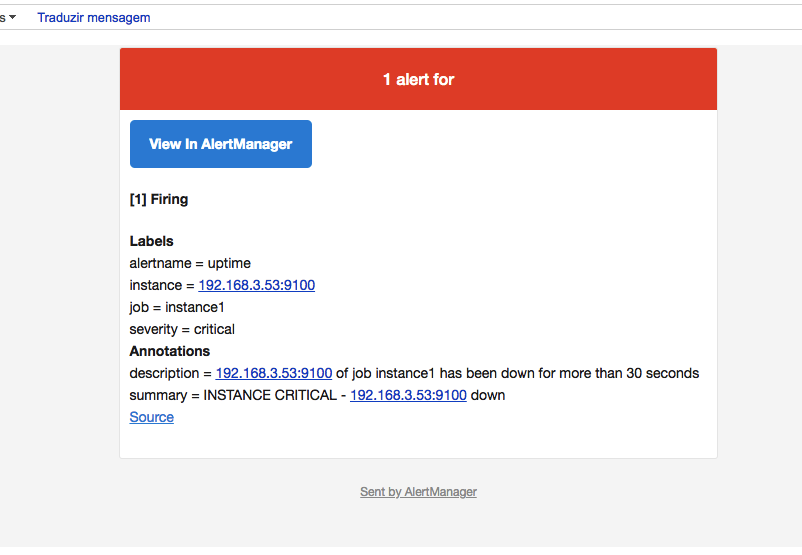 s Traduzir mensagem
1 alert for
View In AlertManager
[1] Firing
Labels
alertname = uptime
instance = 192.168.3.53:9100
job = instance1
severity = critical
Annotations
description = 192.168.3.53:9100 of job instance1 has been down for more than 30 seconds
summary = INSTANCE CRITICAL - 192.168.3.53:9100 down
Source
Sent by AlertManager